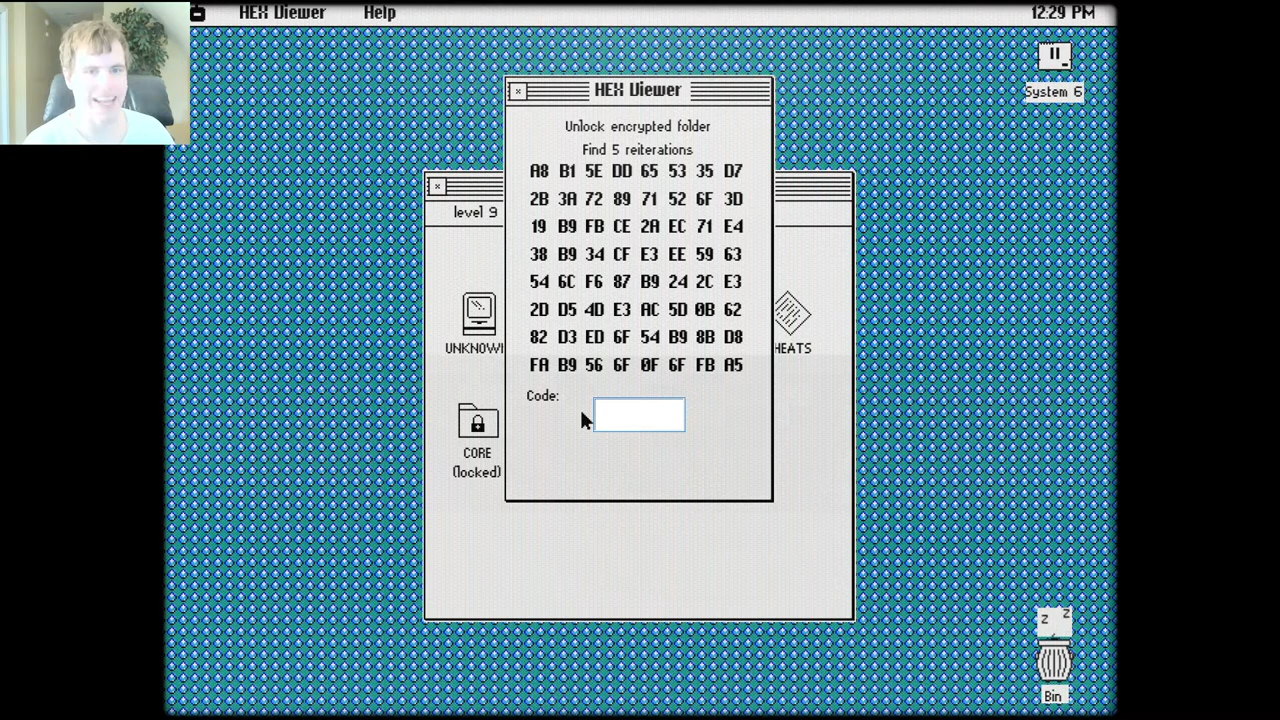 HEX Viewer Help 12:29 PM
System 6
HEX Viewer
Unlock encrypted folder
Find 5 reiterations
A8 B1 5E DD 65 53 35 D7
2B 3A 72 89 71 52 6F 3D
19 B9 FB CE 2A EC 71 E4
38 B9 34 CF E3 EE 59 63
54 6C F6 87 B9 24 2C E3
2D D5 4D E3 AC 5D 0B 62
82 D3 ED 6F 54 B9 8B D8
FA B9 56 6F 0F 6F FB A5
Code:
level 9
UNKNOW
HEATS
CORE
(locked)
z z
Bin